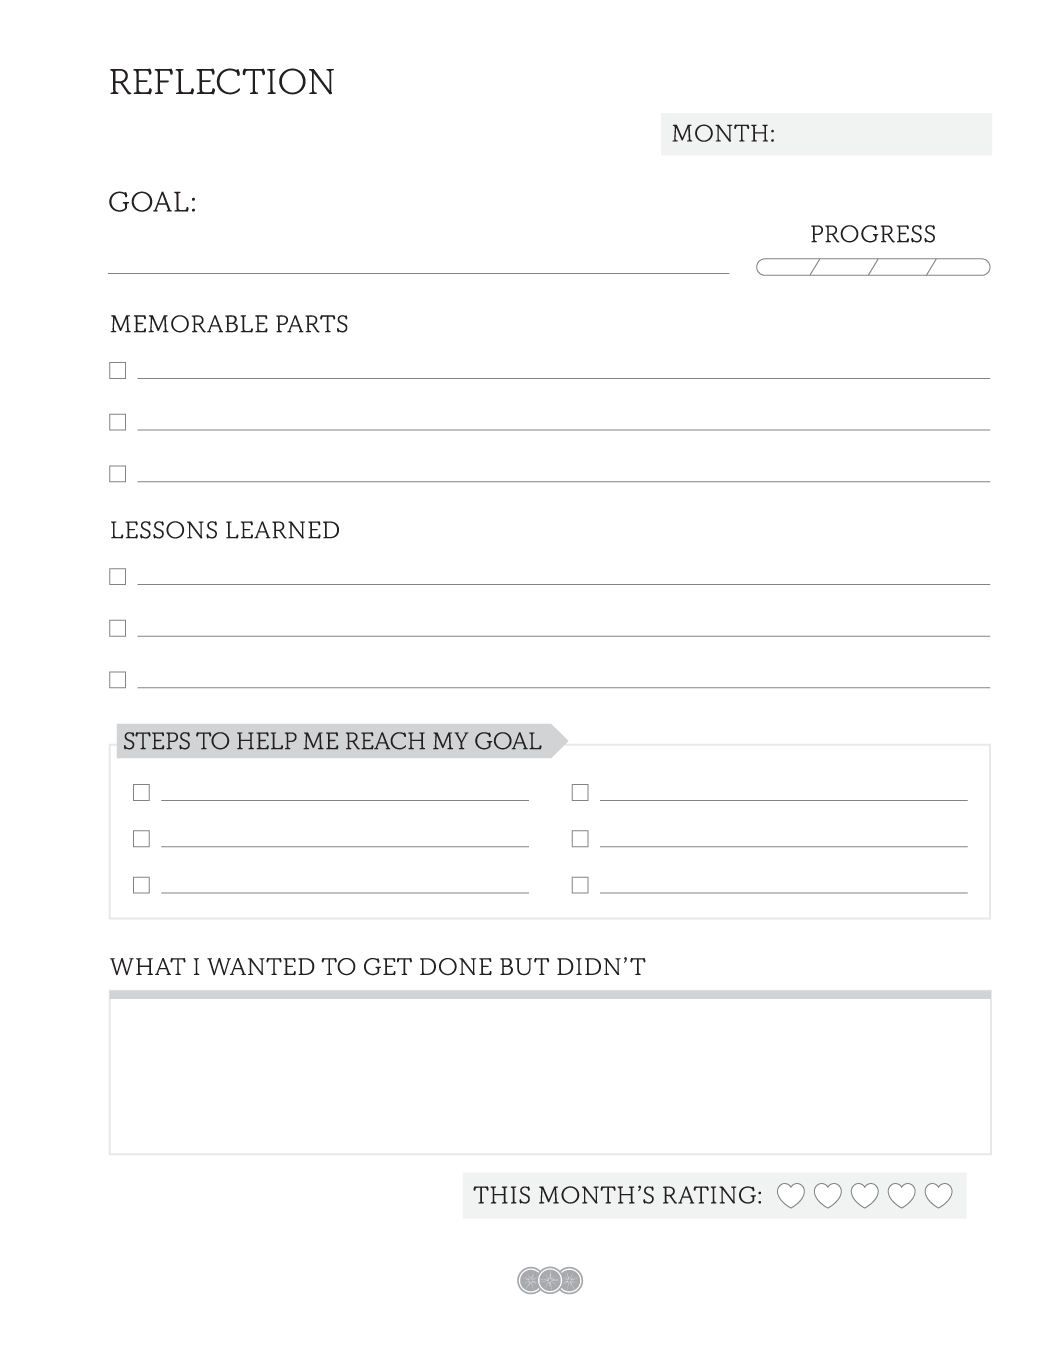 REFLECTION
MONTH:
GOAL:
PROGRESS
MEMORABLE PARTS
LESSONS LEARNED
STEPS TO HELP ME REACH MY GOAL
WHAT I WANTED TO GET DONE BUT DIDN’T
THIS MONTH’S RATING: